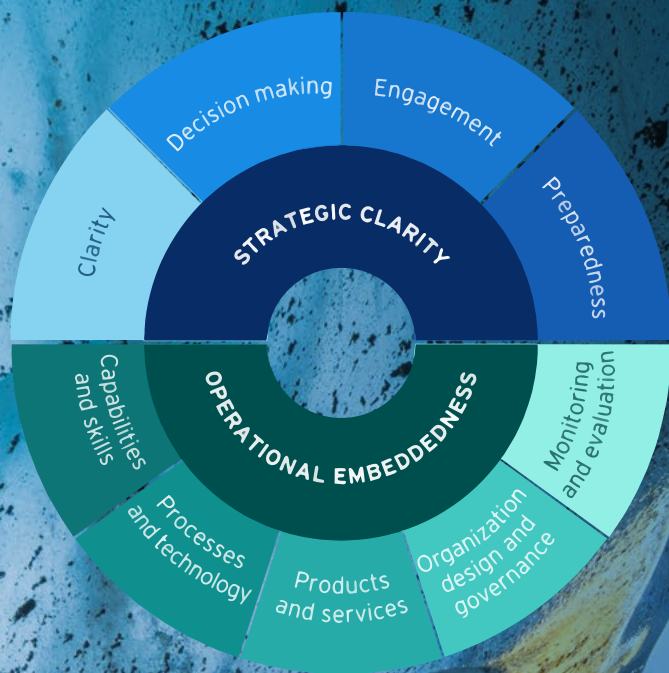 Decision making
Engagement
Clarity
Preparedness
STRATEGIC CLARITY
OPERATIONAL EMBEDDEDNESS
Capabilities
and skills
Processes
and technology
Products
and services
Organization
design and
governance
Monitoring
and evaluation